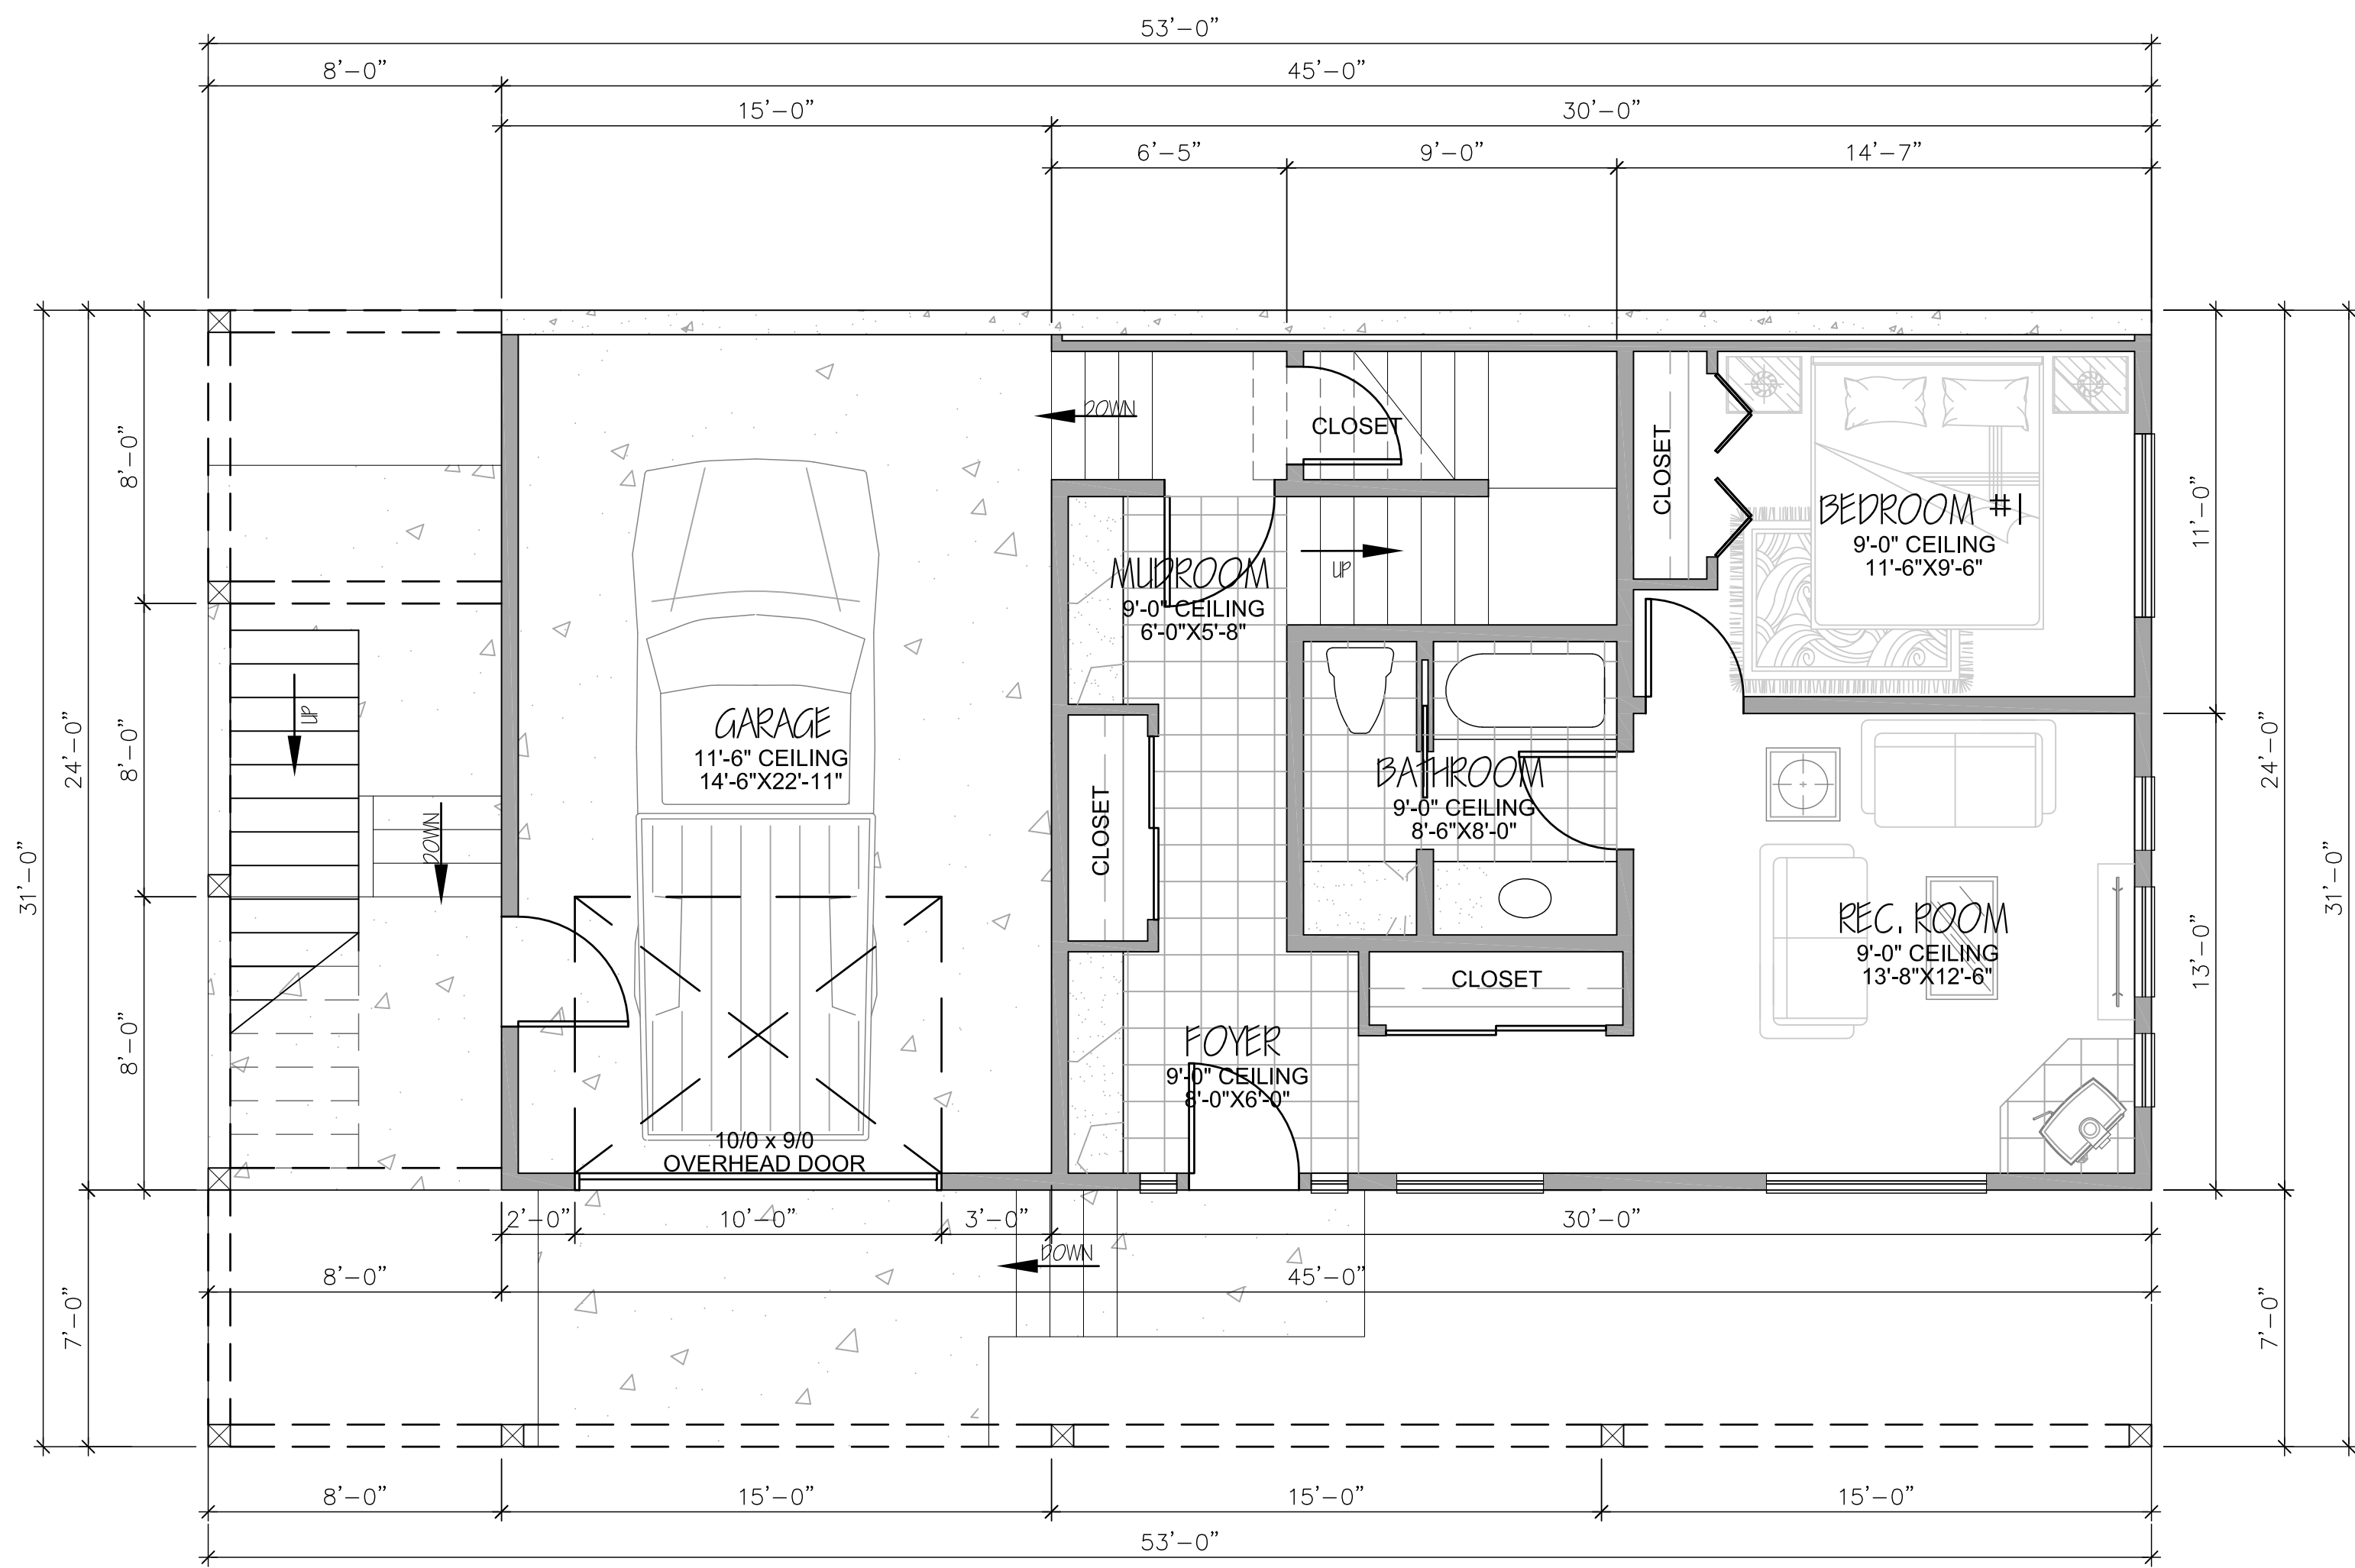 53'-0"
8'-0"
45'-0"
15'-0"
30'-0"
6'-5"
9'-0"
14'-7"
31'-0"
24'-0"
7'-0"
8'-0"
8'-0"
8'-0"
UP
DOWN
GARAGE
11'-6" CEILING
14'-6"X22'-11"
10/0 x 9/0
OVERHEAD DOOR
DOWN
CLOSET
UP
MUDROOM
9'-0" CEILING
6'-0"X5'-8"
CLOSET
BATHROOM
9'-0" CEILING
8'-6"X8'-0"
CLOSET
FOYER
9'-0" CEILING
8'-0"X6'-0"
CLOSET
BEDROOM #1
9'-0" CEILING
11'-6"X9'-6"
REC. ROOM
9'-0" CEILING
13'-8"X12'-6"
11'-0"
13'-0"
24'-0"
7'-0"
31'-0"
2'-0"
10'-0"
3'-0"
30'-0"
DOWN
8'-0"
45'-0"
8'-0"
15'-0"
15'-0"
15'-0"
53'-0"